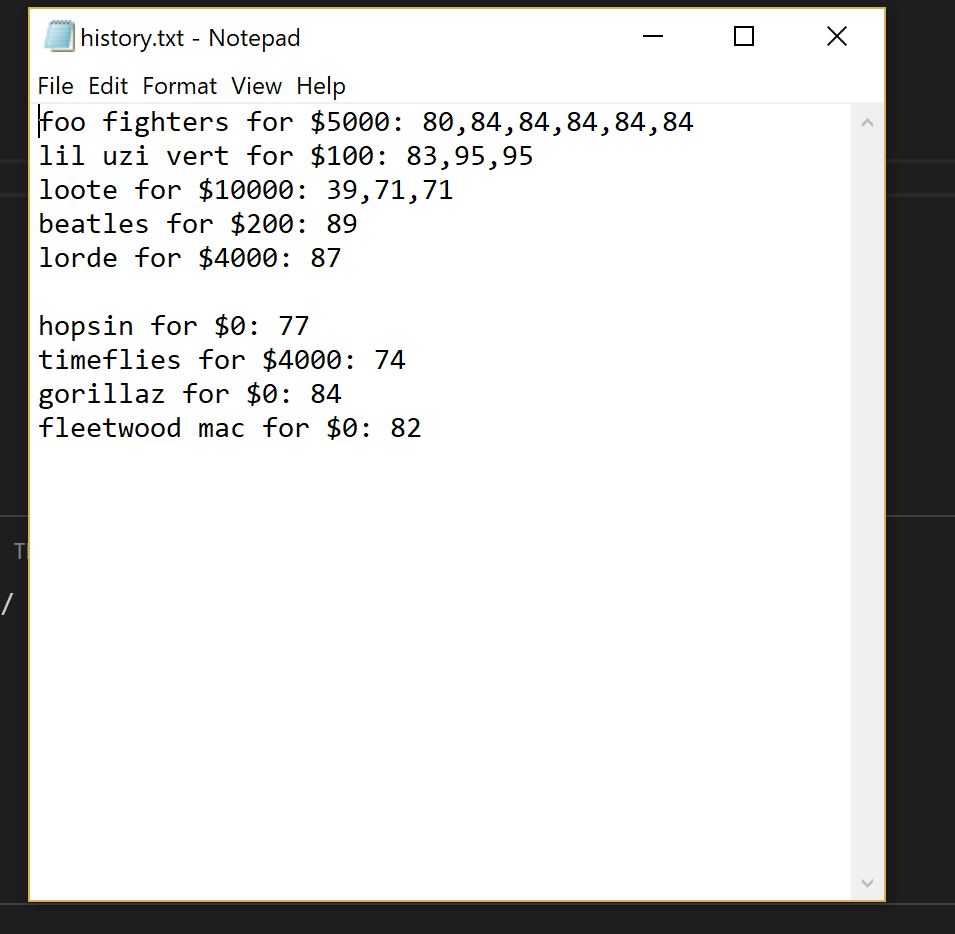 history.txt - Notepad
File Edit Format View Help
foo fighters for $5000: 80,84,84,84,84,84
lil uzi vert for $100: 83,95,95
loote for $10000: 39,71,71
beatles for $200: 89
lorde for $4000: 87
hopsin for $0: 77
timeflies for $4000: 74
gorillaz for $0: 84
fleetwood mac for $0: 82
/